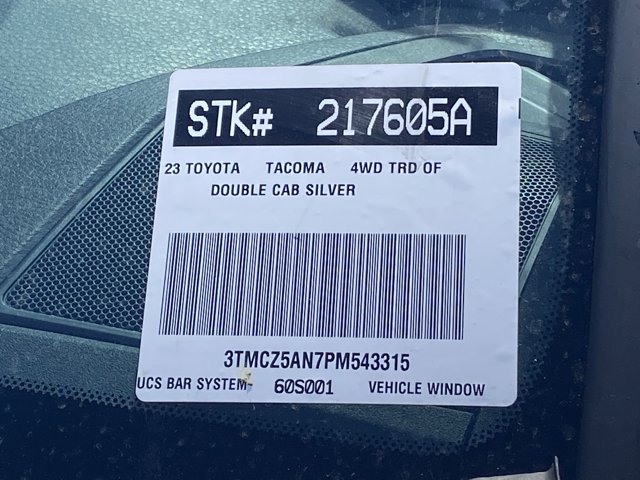 STK# 217605A
23 TOYOTA TACOMA 4WD TRD OF
DOUBLE CAB SILVER
3TMCZ5AN7PM543315
UCS BAR SYSTEM- 60S001 VEHICLE WINDOW